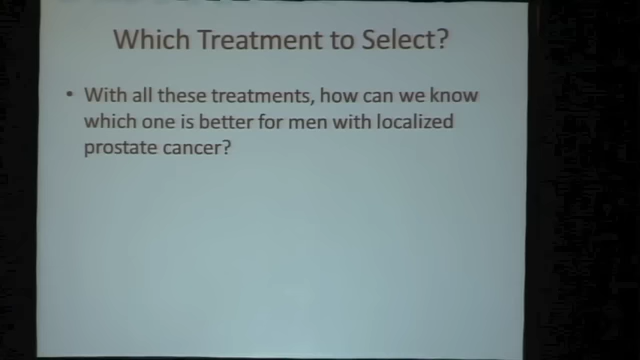 Which Treatment to Select?
• With all these treatments, how can we know
which one is better for men with localized
prostate cancer?